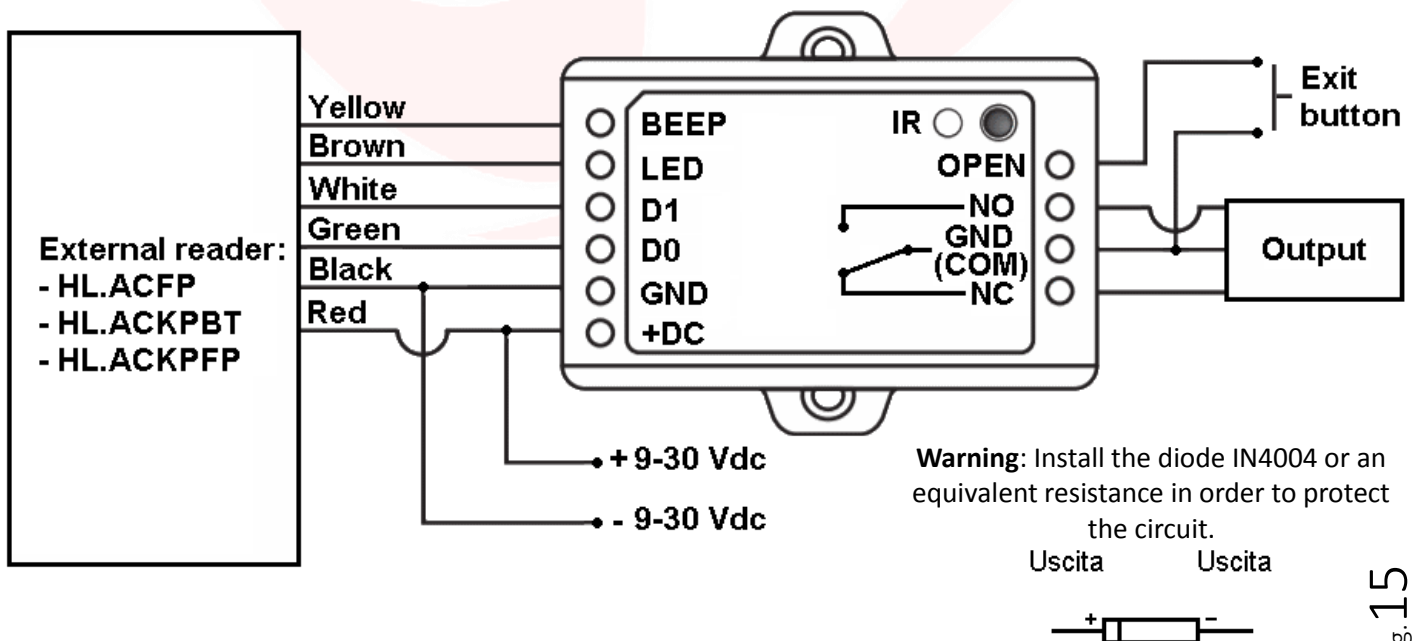 External reader:
- HL.ACFP
- HL.ACKPBT
- HL.ACKPFP
Yellow
Brown
White
Green
Black
Red
BEEP
LED
D1
D0
GND
+DC
IR
OPEN
NO
GND
(COM)
NC
Exit
button
Output
+ 9-30 Vdc
- 9-30 Vdc
Warning: Install the diode IN4004 or an
equivalent resistance in order to protect
the circuit.
Uscita Uscita
+ -
15